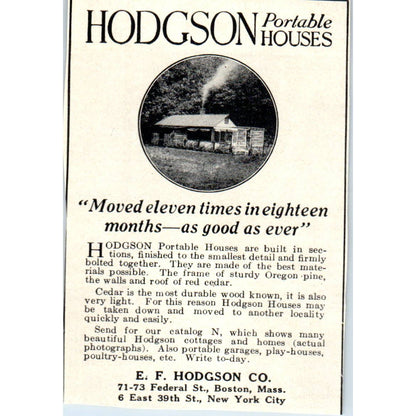 HODGSON Portable HOUSES
"Moved eleven times in eighteen
months—as good as ever"
HODGSON Portable Houses are built in sec-
tions, finished to the smallest detail and firmly
bolted together. They are made of the best mate-
rials possible. The frame of sturdy Oregon pine,
the walls and roof of red cedar.
Cedar is the most durable wood known, it is also
very light. For this reason Hodgson Houses may
be taken down and moved to another locality
quickly and easily.
Send for our catalog N, which shows many
beautiful Hodgson cottages and homes (actual
photographs). Also portable garages, play-houses,
poultry-houses, etc. Write to-day.
E. F. HODGSON CO.
71-73 Federal St., Boston, Mass.
6 East 39th St., New York City